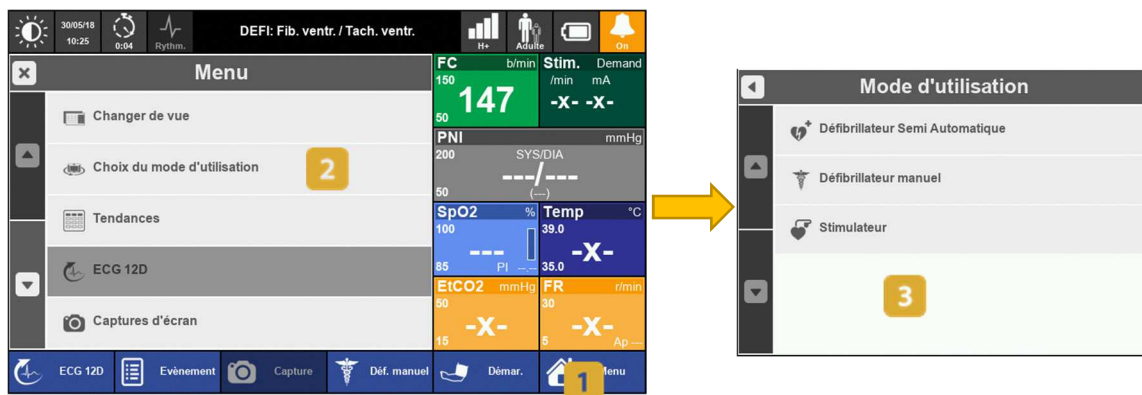 30/05/18
10:25
0:04
Rythm.
DEFI: Fib. ventr. / Tach. ventr.
H+
Adulte
On
Menu
Changer de vue
Choix du mode d'utilisation
2
Tendances
ECG 12D
Captures d'écran
FC b/min
150
147
50
Stim. Demand
/min mA
-X- -X-
PNI mmHg
200 SYS/DIA
---/---
50 (---)
SpO2 %
100
---
85 PI --.--
Temp °C
39.0
-X-
35.0
EtCO2 mmHg
50
-X-
15
FR r/min
30
-X-
5 Ap ---
ECG 12D
Evènement
Capture
Déf. manuel
Démar.
1
Menu
Mode d'utilisation
Défibrillateur Semi Automatique
Défibrillateur manuel
Stimulateur
3